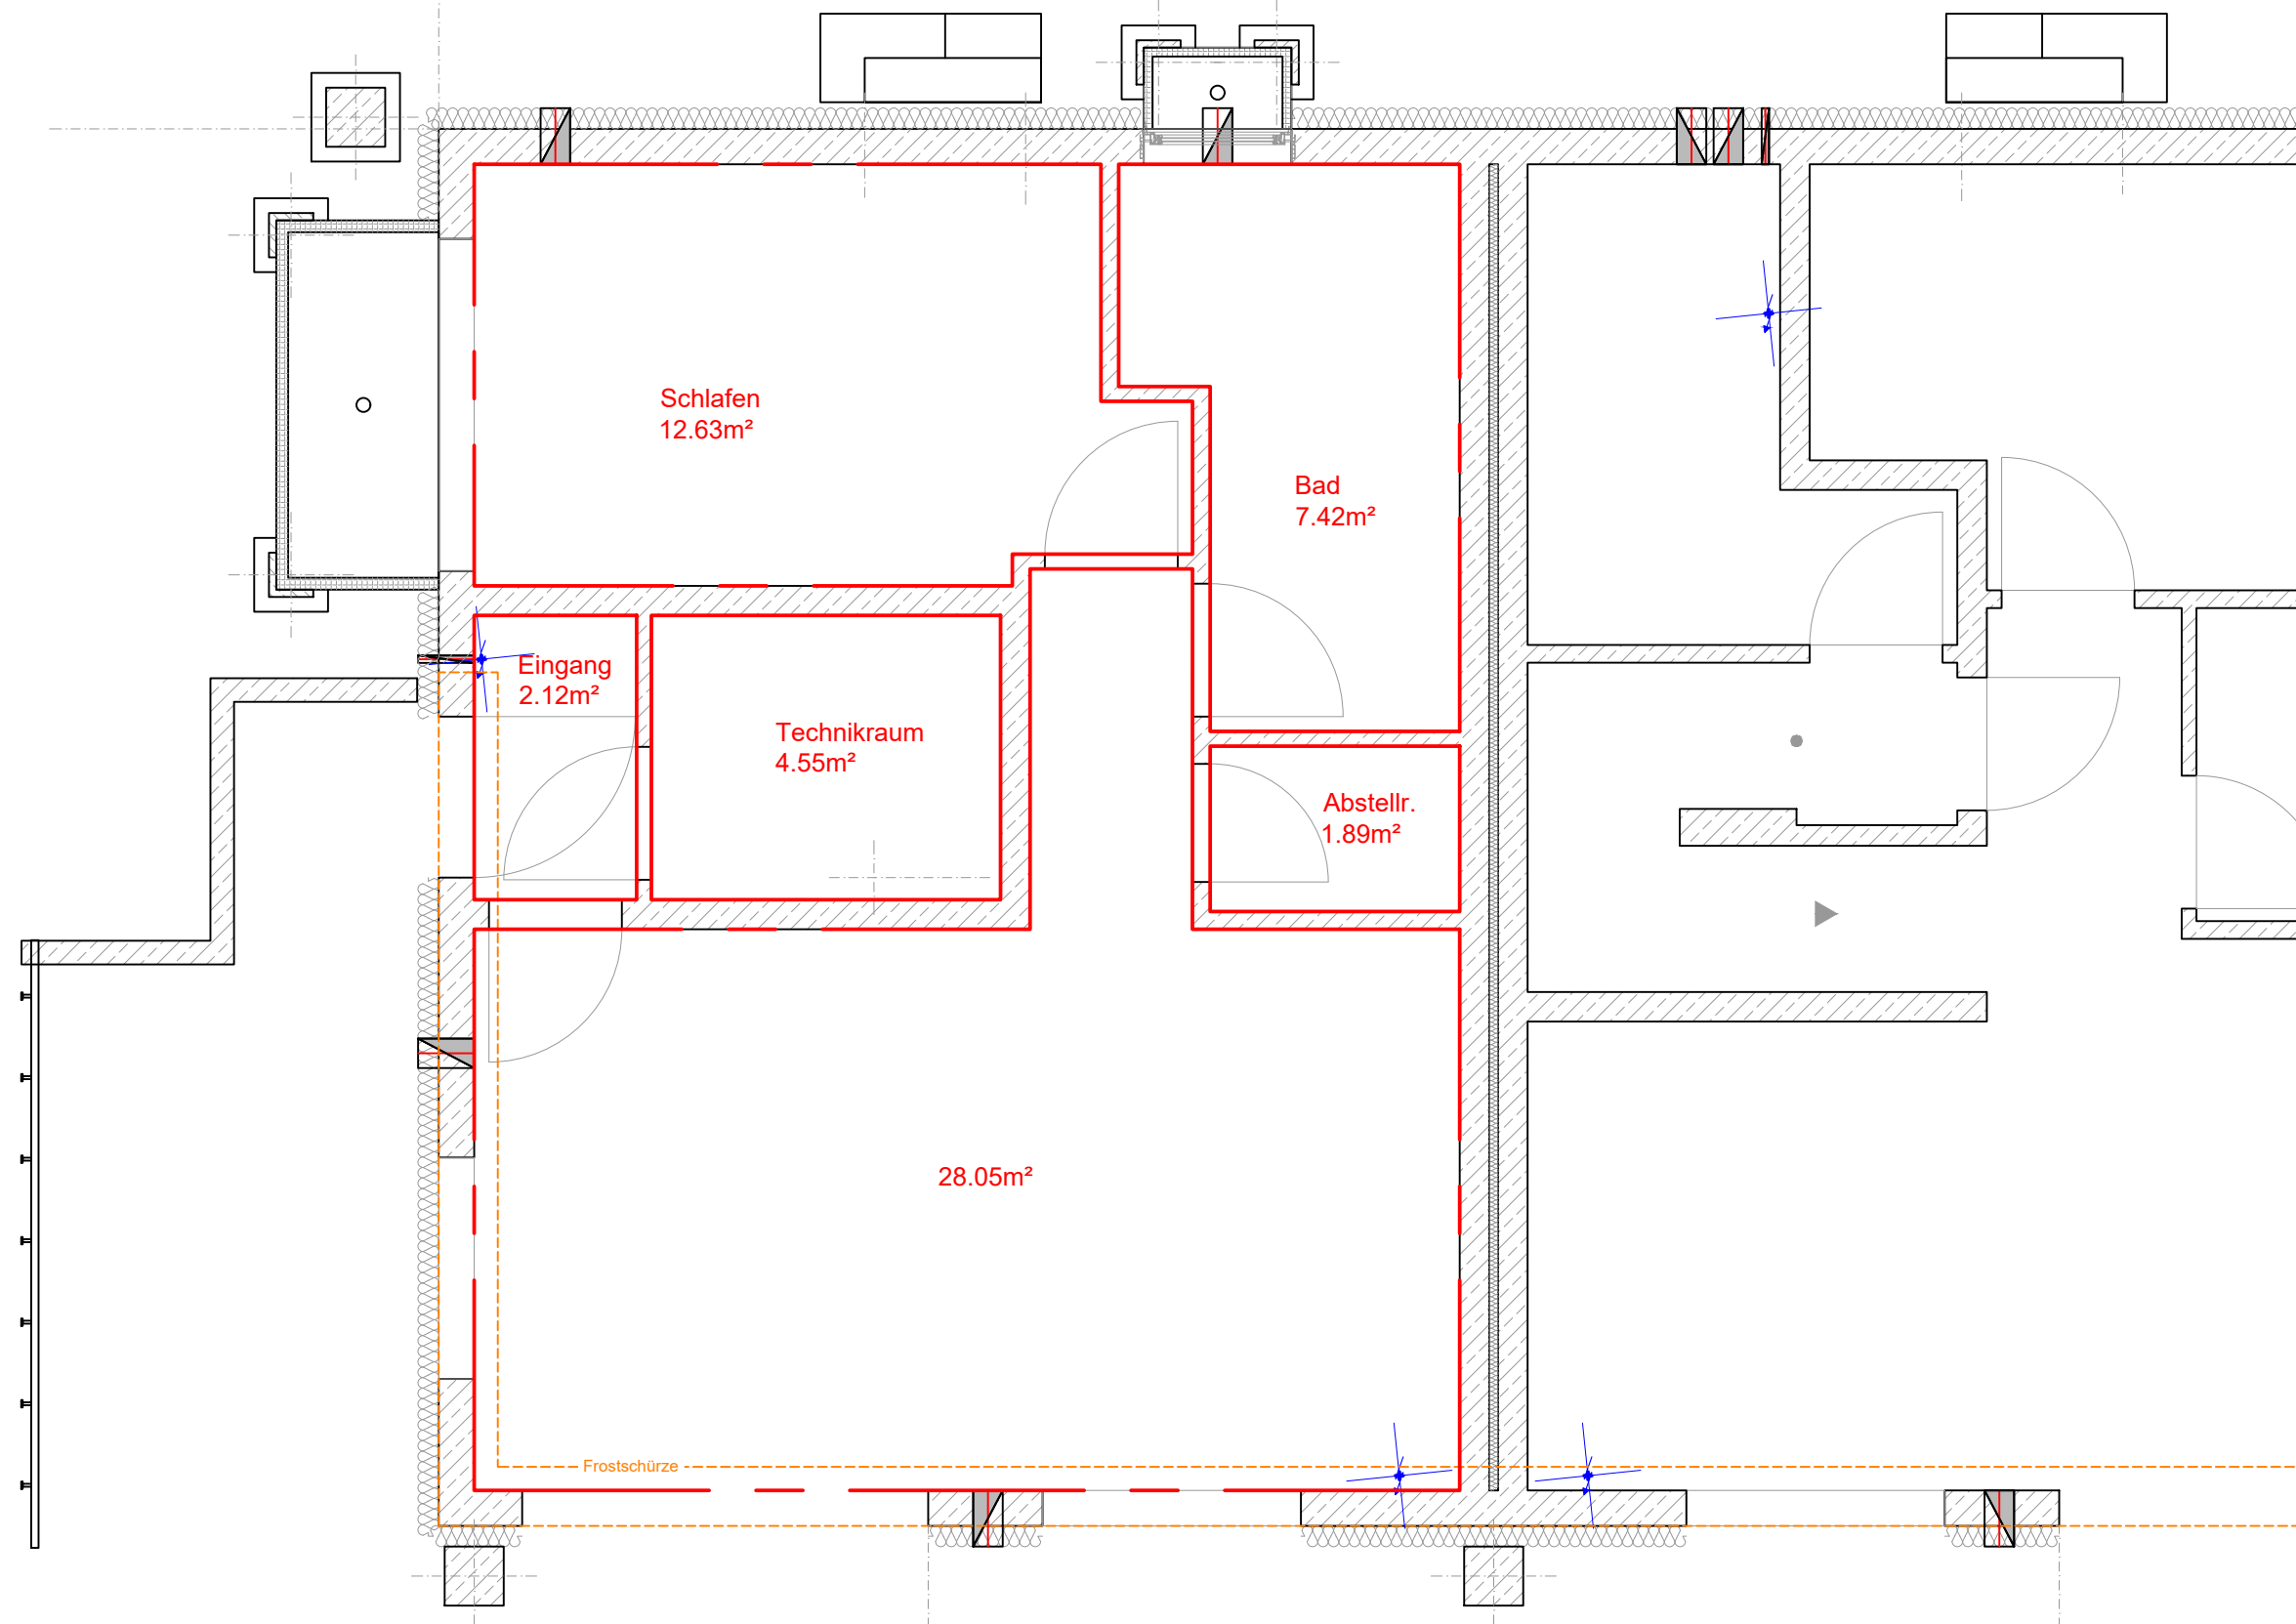 Schlafen
12.63m²
Bad
7.42m²
Eingang
2.12m²
Technikraum
4.55m²
Abstellr.
1.89m²
28.05m²
Frostschürze